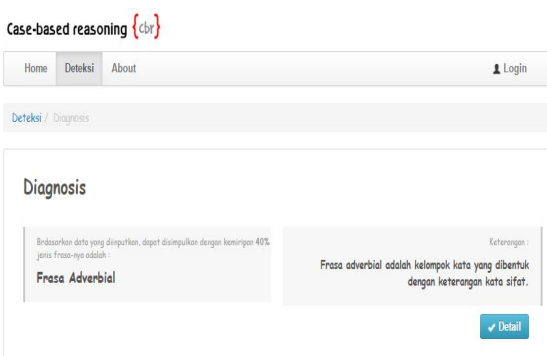 Case-based reasoning {cbr}
Home Deteksi About Login
Deteksi / Diagnosis
Diagnosis
Brdasarkan data yang diinputkan, dapat disimpulkan dengan kemiripan 40%
jenis frasa-nya adalah :
Frasa Adverbial
Keterangan :
Frasa adverbial adalah kelompok kata yang dibentuk
dengan keterangan kata sifat.
Detail